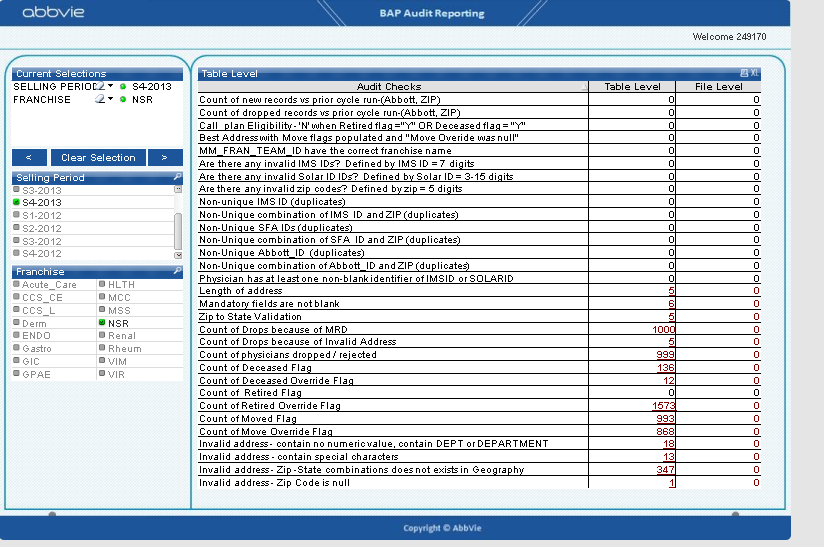 abbvie
BAP Audit Reporting
Welcome 249170
Current Selections
SELLING PERIOD S4-2013
FRANCHISE NSR
< Clear Selection >
Selling Period
S3-2013
S4-2013
S1-2012
S2-2012
S3-2012
S4-2012
Franchise
Acute_Care HLTH
CCS_CE MCC
CCS_L MSS
Derm NSR
ENDO Renal
Gastro Rheum
GIC VIM
GPAE VIR
Table Level XL
Audit Checks Table Level File Level
Count of new records vs prior cycle run-(Abbott, ZIP) 0 0
Count of dropped records vs prior cycle run-(Abbott, ZIP) 0 0
Call_plan Eligibility-'N' when Retired flag ="Y" OR Deceased flag = "Y" 0 0
Best Address with Move flags populated and "Move Overide was null" 0 0
MM_FRAN_TEAM_ID have the correct franchise name 0 0
Are there any invalid IMS IDs? Defined by IMS ID = 7 digits 0 0
Are there any invalid Solar ID IDs? Defined by Solar ID = 3-15 digits 0 0
Are there any invalid zip codes? Defined by zip = 5 digits 0 0
Non-unique IMS ID (duplicates) 0 0
Non-Unique combination of IMS ID and ZIP (duplicates) 0 0
Non-Unique SFA IDs (duplicates) 0 0
Non-Unique combination of SFA_ID and ZIP (duplicates) 0 0
Non-Unique Abbott_ID (duplicates) 0 0
Non-Unique combination of Abbott_ID and ZIP (duplicates) 0 0
Physician has at least one non-blank identifier of IMSID or SOLARID 0 0
Length of address 5 0
Mandatory fields are not blank 6 0
Zip to State Validation 5 0
Count of Drops because of MRD 1000 0
Count of Drops because of Invalid Address 5 0
Count of physicians dropped / rejected 999 0
Count of Deceased Flag 136 0
Count of Deceased Override Flag 12 0
Count of Retired Flag 0 0
Count of Retired Override Flag 1573 0
Count of Moved Flag 993 0
Count of Move Override Flag 868 0
Invalid address - contain no numeric value, contain DEPT or DEPARTMENT 18 0
Invalid address - contain special characters 13 0
Invalid address - Zip -State combinations does not exists in Geography 347 0
Invalid address - Zip Code is null 1 0
Copyright © AbbVie